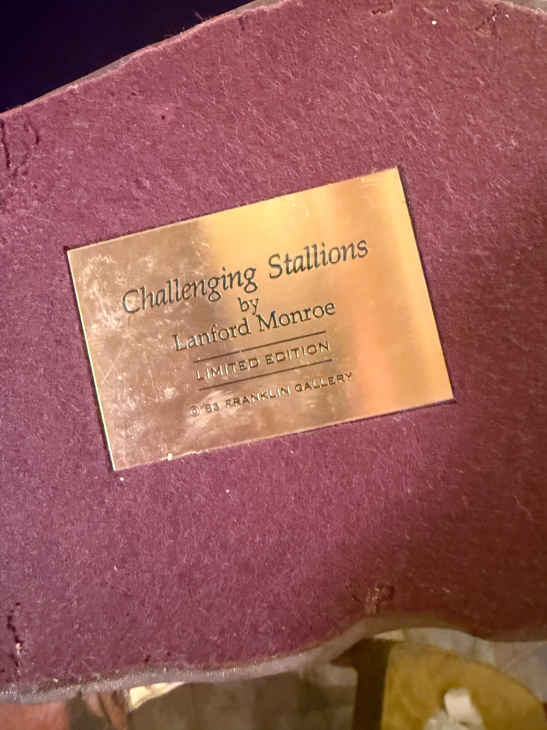 Challenging Stallions
by
Lanford Monroe
LIMITED EDITION
© 83 FRANKLIN GALLERY